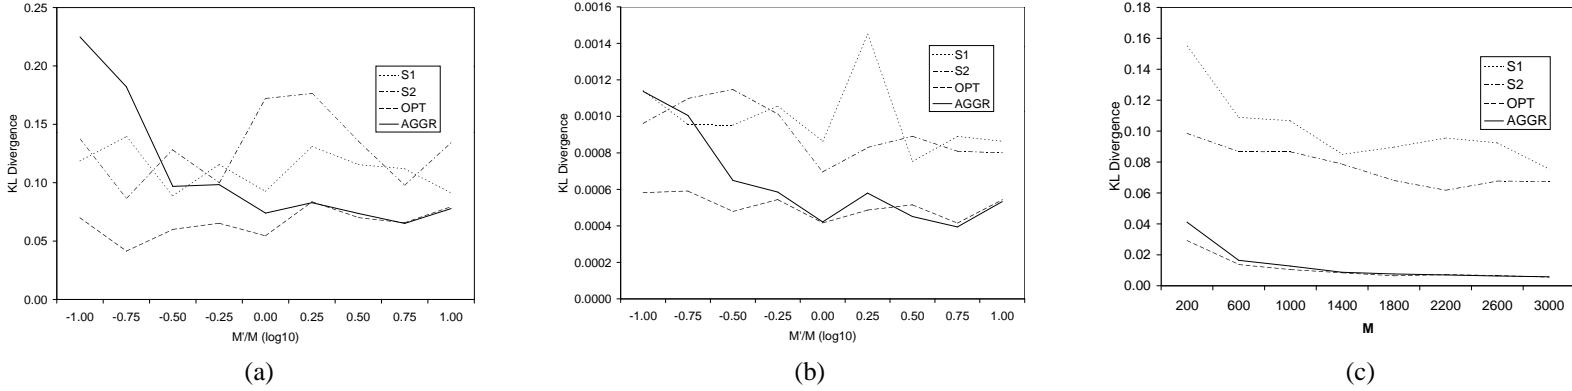 0.25
0.20
0.15
0.10
0.05
0.00
KL Divergence
S1
S2
OPT
AGGR
-1.00 -0.75 -0.50 -0.25 0.00 0.25 0.50 0.75 1.00
M'/M (log10)
(a)
0.0016
0.0014
0.0012
0.0010
0.0008
0.0006
0.0004
0.0002
0.0000
KL Divergence
S1
S2
OPT
AGGR
-1.00 -0.75 -0.50 -0.25 0.00 0.25 0.50 0.75 1.00
M'/M (log10)
(b)
0.18
0.16
0.14
0.12
0.10
0.08
0.06
0.04
0.02
0.00
KL Divergence
S1
S2
OPT
AGGR
200 600 1000 1400 1800 2200 2600 3000
M
(c)